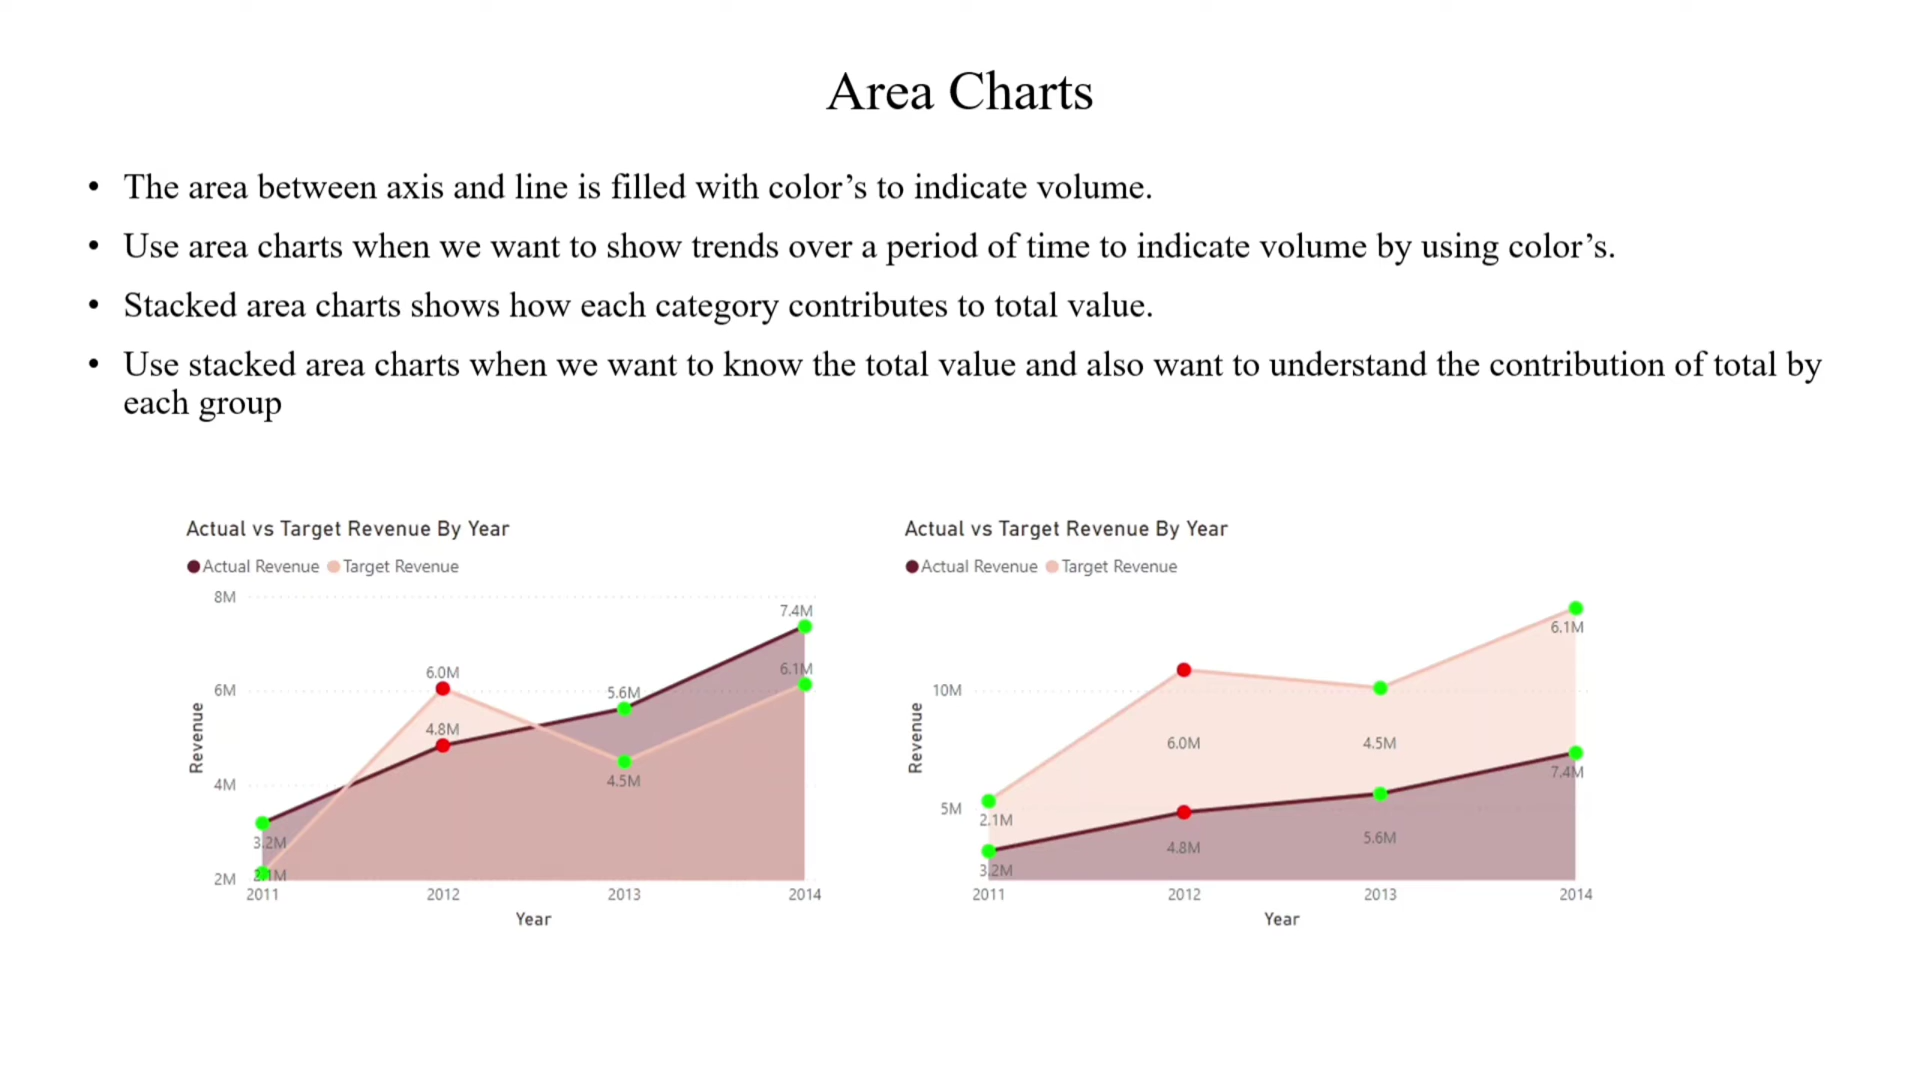 Area Charts
• The area between axis and line is filled with color’s to indicate volume.
• Use area charts when we want to show trends over a period of time to indicate volume by using color’s.
• Stacked area charts shows how each category contributes to total value.
• Use stacked area charts when we want to know the total value and also want to understand the contribution of total by
each group
Actual vs Target Revenue By Year
Actual Revenue Target Revenue
8M
7.4M
6.0M
6.1M
6M
5.6M
4.8M
4M
4.5M
3.2M
2M
2.1M
Revenue
2011 2012 2013 2014
Year
Actual vs Target Revenue By Year
Actual Revenue Target Revenue
6.1M
10M
6.0M
4.5M
7.4M
5M
2.1M
5.6M
4.8M
3.2M
Revenue
2011 2012 2013 2014
Year